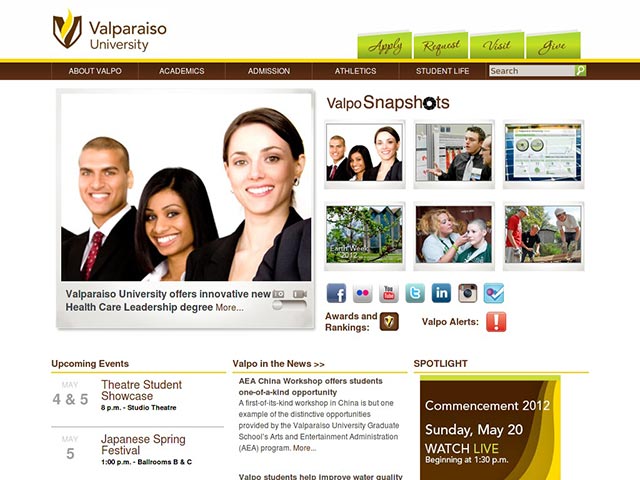 Valparaiso
University
Apply
Request
Visit
Give
ABOUT VALPO
ACADEMICS
ADMISSION
ATHLETICS
STUDENT LIFE
Search
Valpo Snapshots
Earth Week
2012
Valparaiso University offers innovative new
Health Care Leadership degree More...
Awards and
Rankings:
Valpo Alerts:
Upcoming Events
MAY
4 & 5
Theatre Student
Showcase
8 p.m. - Studio Theatre
MAY
5
Japanese Spring
Festival
1:00 p.m. - Ballrooms B & C
Valpo in the News >>
AEA China Workshop offers students
one-of-a-kind opportunity
A first-of-its-kind workshop in China is but one
example of the distinctive opportunities
provided by the Valparaiso University Graduate
School's Arts and Entertainment Administration
(AEA) program. More...
Valpo students help improve water quality
SPOTLIGHT
Commencement 2012
Sunday, May 20
WATCH LIVE
Beginning at 1:30 p.m.